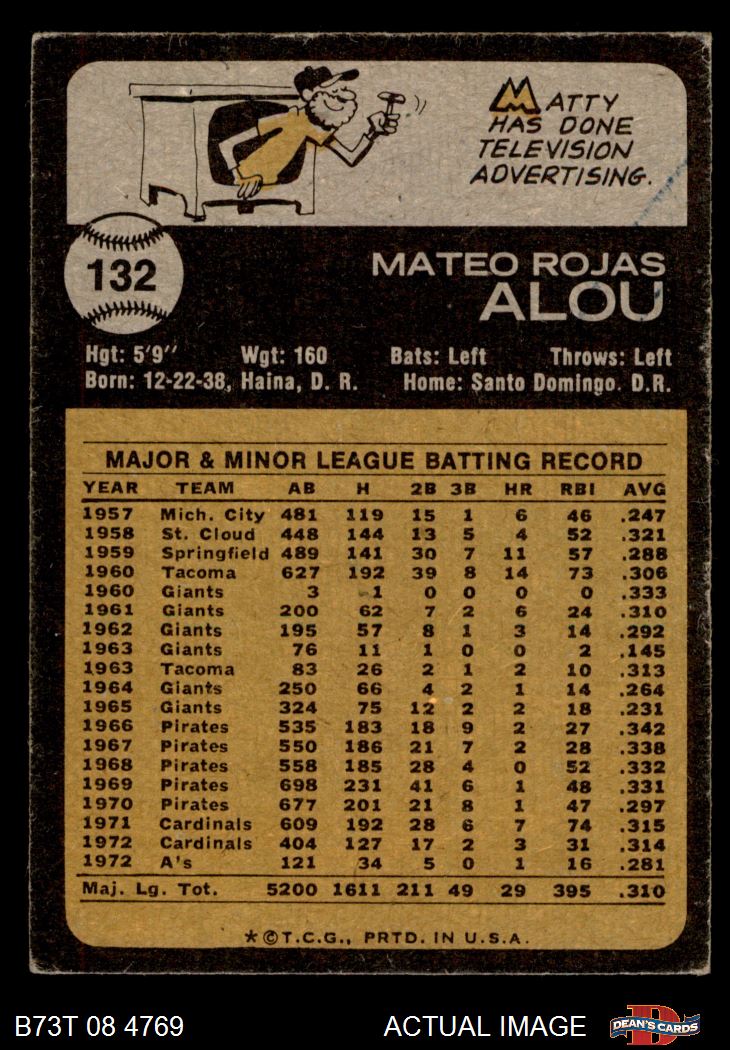 MATTY
HAS DONE
TELEVISION
ADVERTISING.
132
MATEO ROJAS
ALOU
Hgt: 5'9" Wgt: 160 Bats: Left Throws: Left
Born: 12-22-38, Haina, D. R. Home: Santo Domingo. D.R.
MAJOR & MINOR LEAGUE BATTING RECORD
YEAR TEAM AB H 2B 3B HR RBI AVG
1957 Mich. City 481 119 15 1 6 46 .247
1958 St. Cloud 448 144 13 5 4 52 .321
1959 Springfield 489 141 30 7 11 57 .288
1960 Tacoma 627 192 39 8 14 73 .306
1960 Giants 3 1 0 0 0 0 .333
1961 Giants 200 62 7 2 6 24 .310
1962 Giants 195 57 8 1 3 14 .292
1963 Giants 76 11 1 0 0 2 .145
1963 Tacoma 83 26 2 1 2 10 .313
1964 Giants 250 66 4 2 1 14 .264
1965 Giants 324 75 12 2 2 18 .231
1966 Pirates 535 183 18 9 2 27 .342
1967 Pirates 550 186 21 7 2 28 .338
1968 Pirates 558 185 28 4 0 52 .332
1969 Pirates 698 231 41 6 1 48 .331
1970 Pirates 677 201 21 8 1 47 .297
1971 Cardinals 609 192 28 6 7 74 .315
1972 Cardinals 404 127 17 2 3 31 .314
1972 A's 121 34 5 0 1 16 .281
Maj. Lg. Tot. 5200 1611 211 49 29 395 .310
*©T.C.G., PRTD. IN U.S.A.
B73T 08 4769 ACTUAL IMAGE DEAN'S CARDS